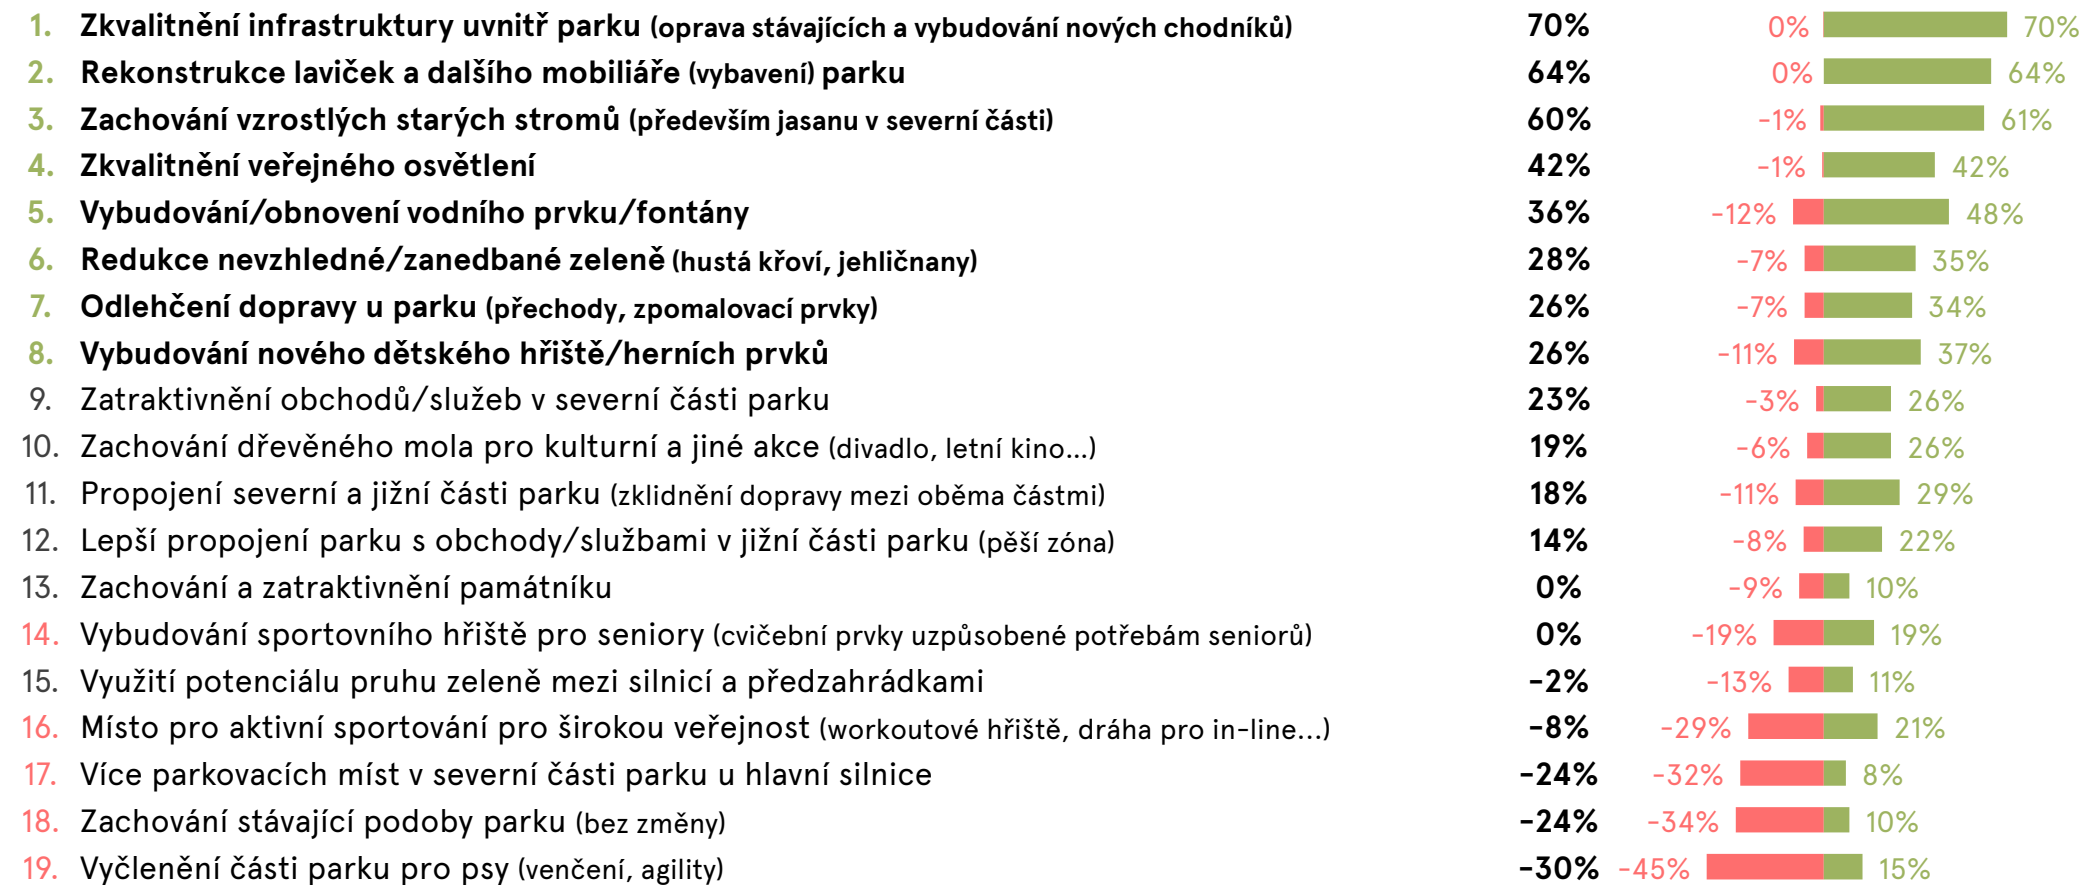 1. Zkvalitnění infrastruktury uvnitř parku (oprava stávajících a vybudování nových chodníků) 70% 0% 70%
2. Rekonstrukce laviček a dalšího mobiliáře (vybavení) parku 64% 0% 64%
3. Zachování vzrostlých starých stromů (především jasanu v severní části) 60% -1% 61%
4. Zkvalitnění veřejného osvětlení 42% -1% 42%
5. Vybudování/obnovení vodního prvku/fontány 36% -12% 48%
6. Redukce nevzhledné/zanedbané zeleně (hustá křoví, jehličnany) 28% -7% 35%
7. Odlehčení dopravy u parku (přechody, zpomalovací prvky) 26% -7% 34%
8. Vybudování nového dětského hřiště/herních prvků 26% -11% 37%
9. Zatraktivnění obchodů/služeb v severní části parku 23% -3% 26%
10. Zachování dřevěného mola pro kulturní a jiné akce (divadlo, letní kino...) 19% -6% 26%
11. Propojení severní a jižní části parku (zklidnění dopravy mezi oběma částmi) 18% -11% 29%
12. Lepší propojení parku s obchody/službami v jižní části parku (pěší zóna) 14% -8% 22%
13. Zachování a zatraktivnění památníku 0% -9% 10%
14. Vybudování sportovního hřiště pro seniory (cvičební prvky uzpůsobené potřebám seniorů) 0% -19% 19%
15. Využití potenciálu pruhu zeleně mezi silnicí a předzahrádkami -2% -13% 11%
16. Místo pro aktivní sportování pro širokou veřejnost (workoutové hřiště, dráha pro in-line...) -8% -29% 21%
17. Více parkovacích míst v severní části parku u hlavní silnice -24% -32% 8%
18. Zachování stávající podoby parku (bez změny) -24% -34% 10%
19. Vyčlenění části parku pro psy (venčení, agility) -30% -45% 15%